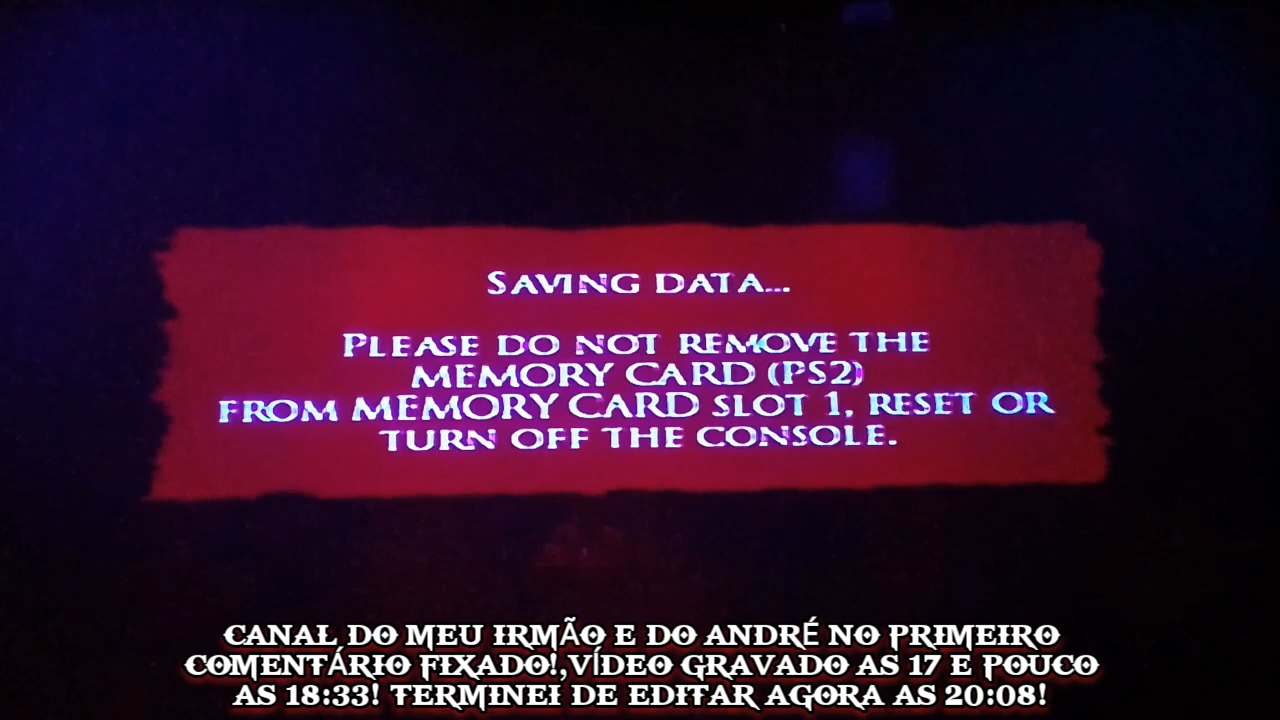 SAVING DATA...
PLEASE DO NOT REMOVE THE
MEMORY CARD (PS2)
FROM MEMORY CARD SLOT 1, RESET OR
TURN OFF THE CONSOLE.
CANAL DO MEU IRMÃO E DO ANDRÉ NO PRIMEIRO
COMENTÁRIO FIXADO!,VÍDEO GRAVADO AS 17 E POUCO
AS 18:33! TERMINEI DE EDITAR AGORA AS 20:08!